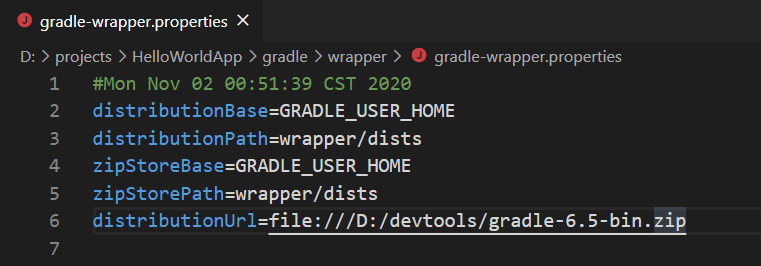 gradle-wrapper.properties
D: > projects > HelloWorldApp > gradle > wrapper > gradle-wrapper.properties
1 #Mon Nov 02 00:51:39 CST 2020
2 distributionBase=GRADLE_USER_HOME
3 distributionPath=wrapper/dists
4 zipStoreBase=GRADLE_USER_HOME
5 zipStorePath=wrapper/dists
6 distributionUrl=file:///D:/devtools/gradle-6.5-bin.zip
7